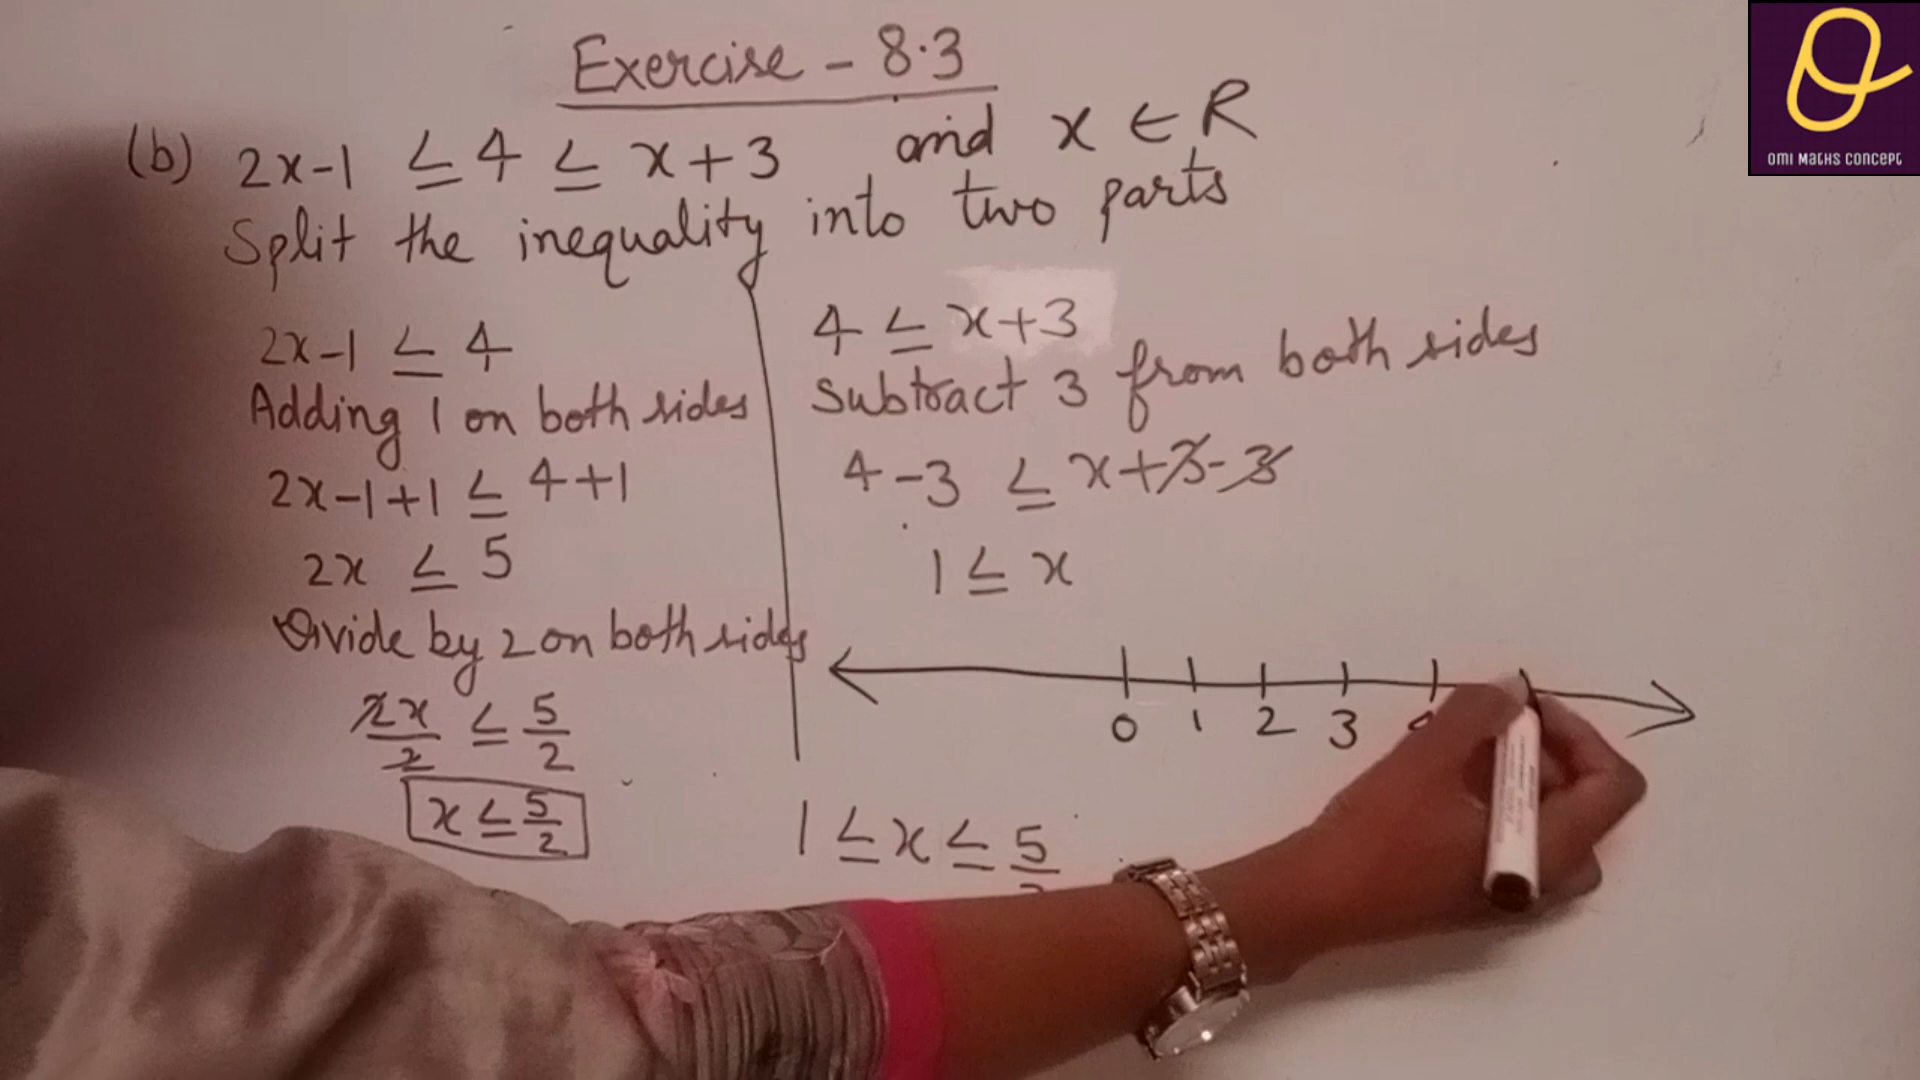 Exercise - 8.3
(b) 2x-1 ≤ 4 ≤ x+3 and x ∈ R
Split the inequality into two parts
2x-1 ≤ 4
Adding 1 on both sides
2x-1+1 ≤ 4+1
2x ≤ 5
Divide by 2 on both sides
2x/2 ≤ 5/2
x ≤ 5/2
4 ≤ x+3
Subtract 3 from both sides
4-3 ≤ x+3-3
1 ≤ x
0 1 2 3
1 ≤ x ≤ 5
OMI MATHS CONCEPT